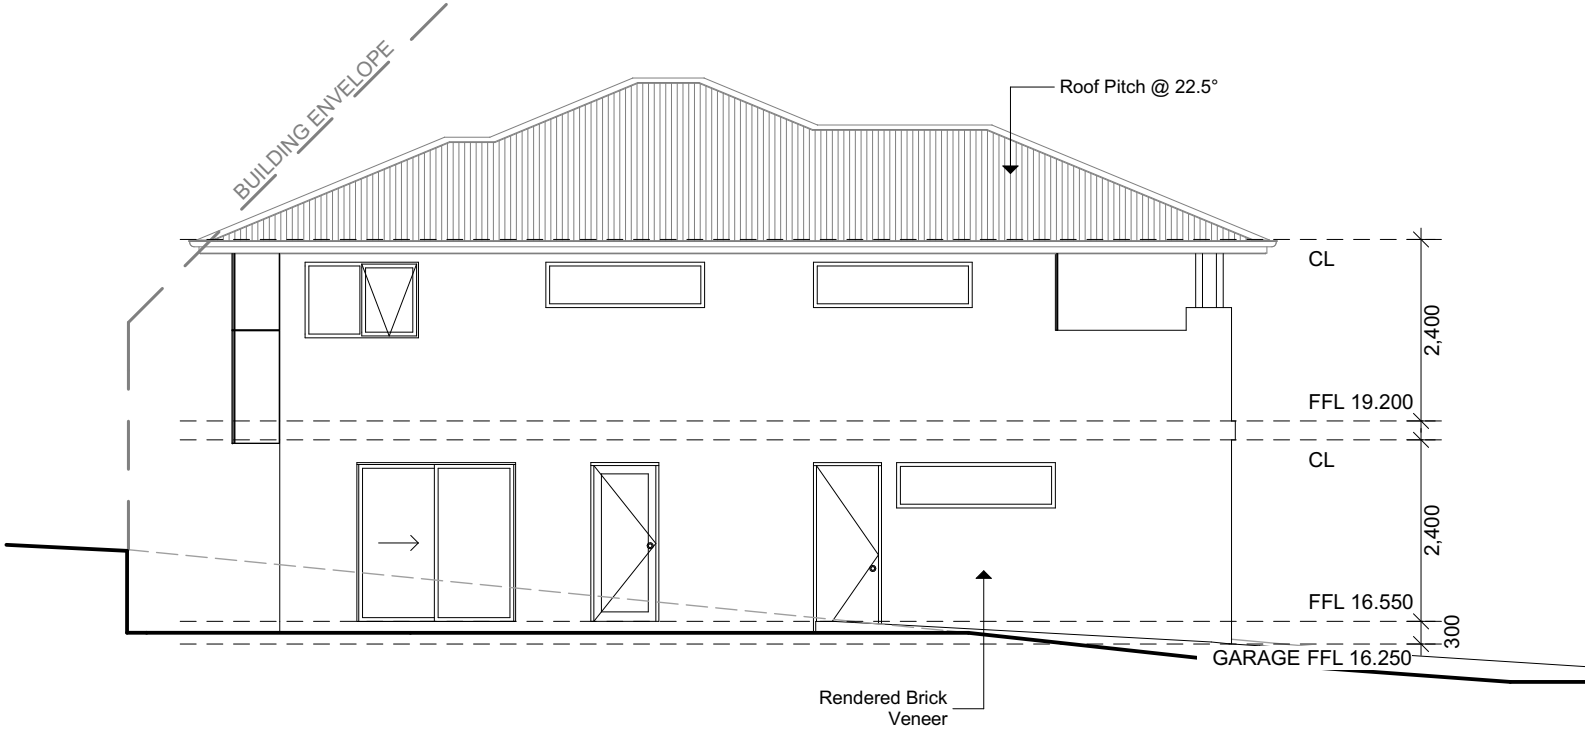 BUILDING ENVELOPE
Roof Pitch @ 22.5°
CL
2,400
FFL 19.200
CL
2,400
FFL 16.550
300
GARAGE FFL 16.250
Rendered Brick
Veneer